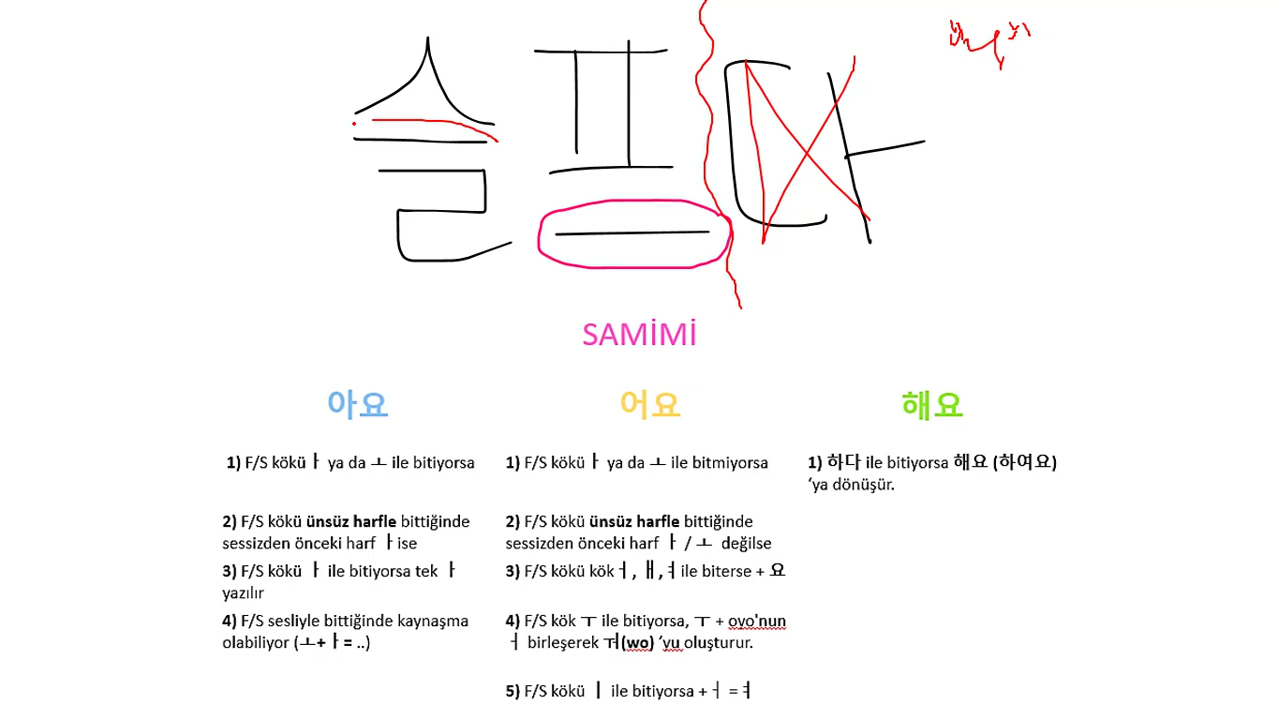 슬프다
SAMİMİ
아요 어요 해요
1) F/S kökü ㅏ ya da ㅗ ile bitiyorsa
2) F/S kökü ünsüz harfle bittiğinde
sessizden önceki harf ㅏ ise
3) F/S kökü ㅏ ile bitiyorsa tek ㅏ
yazılır
4) F/S sesliyle bittiğinde kaynaşma
olabiliyor (ㅗ+ㅏ= ..)
1) F/S kökü ㅏ ya da ㅗ ile bitmiyorsa
2) F/S kökü ünsüz harfle bittiğinde
sessizden önceki harf ㅏ / ㅗ değilse
3) F/S kökü kök ㅓ, ㅐ, ㅕ ile biterse + 요
4) F/S kök ㅜ ile bitiyorsa, ㅜ + oyo'nun
ㅓ birleşerek ㅝ(wo) ’yu oluşturur.
5) F/S kökü ㅣ ile bitiyorsa + ㅓ = ㅕ
1) 하다 ile bitiyorsa 해요 (하여요)
‘ya dönüşür.